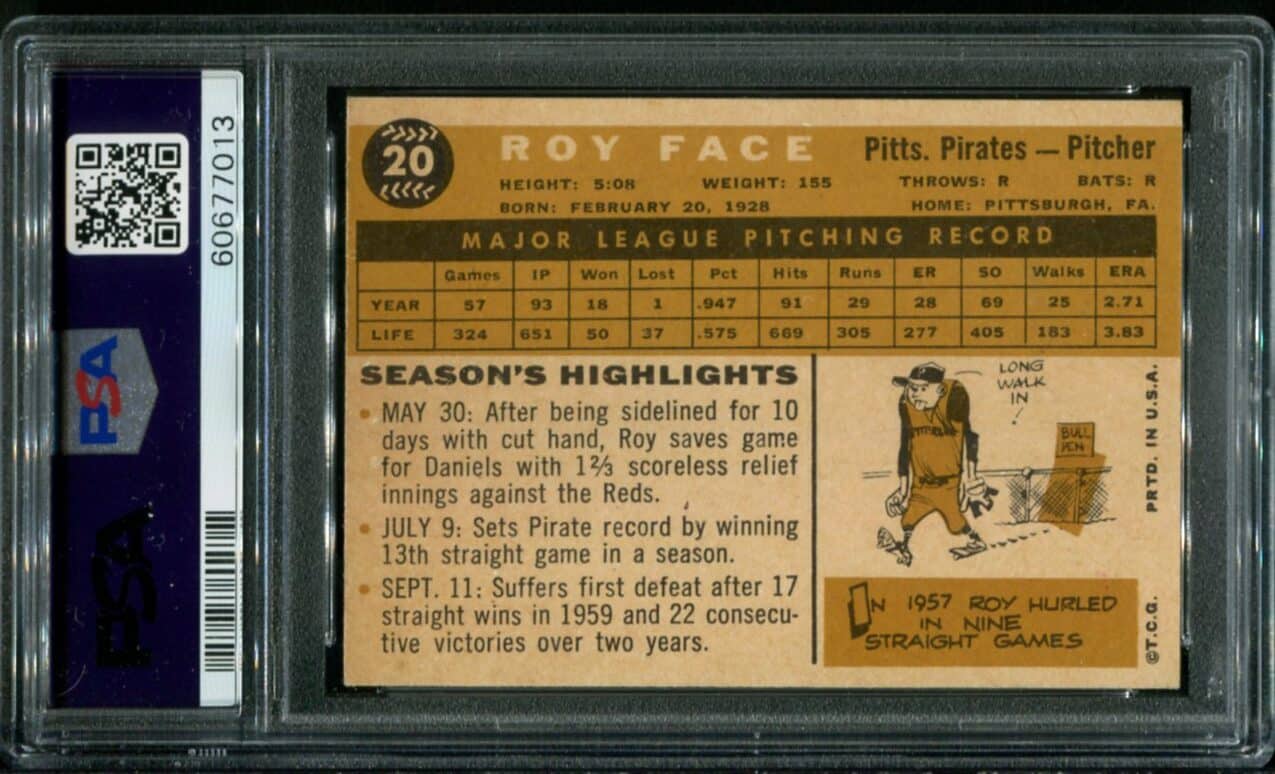 60677013
PSA
PSA
20
ROY FACE
Pitts. Pirates — Pitcher
HEIGHT: 5:08 WEIGHT: 155 THROWS: R BATS: R
BORN: FEBRUARY 20, 1928 HOME: PITTSBURGH, FA.
MAJOR LEAGUE PITCHING RECORD
Games IP Won Lost Pct Hits Runs ER SO Walks ERA
YEAR 57 93 18 1 .947 91 29 28 69 25 2.71
LIFE 324 651 50 37 .575 669 305 277 405 183 3.83
SEASON'S HIGHLIGHTS
• MAY 30: After being sidelined for 10
days with cut hand, Roy saves game
for Daniels with 1⅔ scoreless relief
innings against the Reds.
• JULY 9: Sets Pirate record by winning
13th straight game in a season.
• SEPT. 11: Suffers first defeat after 17
straight wins in 1959 and 22 consecu-
tive victories over two years.
LONG
WALK
IN
!
BULL
PEN
IN 1957 ROY HURLED
IN NINE
STRAIGHT GAMES
PRTD. IN U.S.A.
©T.C.G.